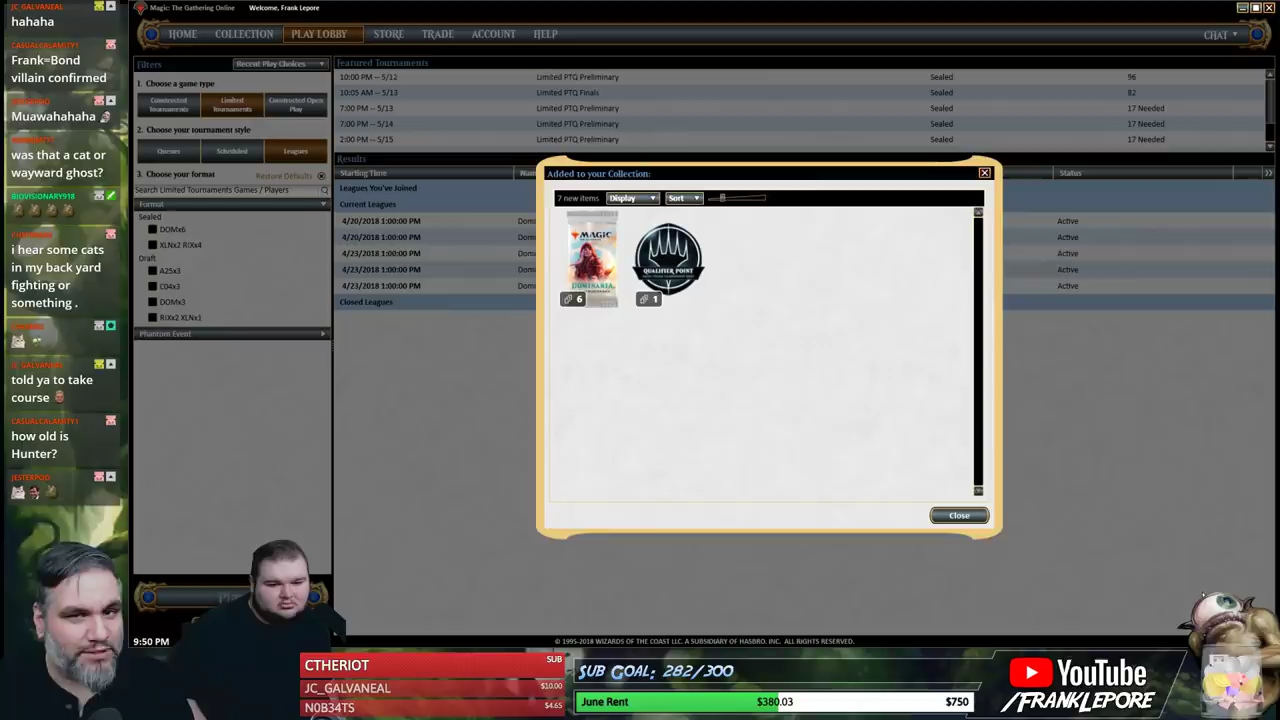 JC_GALVANEAL
hahaha
CASUALCALAMITY1
Frank=Bond
villain confirmed
Muawahahaha
was that a cat or
wayward ghost?
BIOVISIONARY918
i hear some cats
in my back yard
fighting or
something .
JC_GALVANEAL
told ya to take
course
CASUALCALAMITY1
how old is
Hunter?
JESTERPOD
Magic: The Gathering Online
Welcome, Frank Lepore
HOME
COLLECTION
PLAY LOBBY
STORE
TRADE
ACCOUNT
HELP
CHAT
Filters
Recent Play Choices
1. Choose a game type
Constructed Tournaments
Limited Tournaments
Constructed Open Play
2. Choose your tournament style
Queues
Scheduled
Leagues
3. Choose your format
Restore Defaults
Search Limited Tournaments Games / Players
Format
Sealed
DOMx6
XLNx2 RIXx4
Draft
A25x3
C04x3
DOMx3
RIXx2 XLNx1
Phantom Event
Featured Tournaments
10:00 PM -- 5/12 Limited PTQ Preliminary Sealed 96
10:05 AM -- 5/13 Limited PTQ Finals Sealed 82
7:00 PM -- 5/13 Limited PTQ Preliminary Sealed 17 Needed
7:00 PM -- 5/14 Limited PTQ Preliminary Sealed 17 Needed
2:00 PM -- 5/15 Limited PTQ Preliminary Sealed 17 Needed
Results
Starting Time Nam Status >>
Leagues You've Joined
Current Leagues
4/20/2018 1:00:00 PM Domi Active
4/20/2018 1:00:00 PM Domi Active
4/23/2018 1:00:00 PM Dom Active
4/23/2018 1:00:00 PM Dom Active
4/23/2018 1:00:00 PM Dom Active
Closed Leagues
Added to your Collection:
7 new items
Display
Sort
MAGIC
DOMINARIA
6
QUALIFIER POINT
1
Close
9:50 PM
© 1995-2018 WIZARDS OF THE COAST LLC. A SUBSIDIARY OF HASBRO, INC. ALL RIGHTS RESERVED.
CTHERIOT SUB
JC_GALVANEAL $10.00
N0B34TS $4.65
SUB GOAL: 282/300
June Rent $380.03 $750
YouTube
/FRANKLEPORE